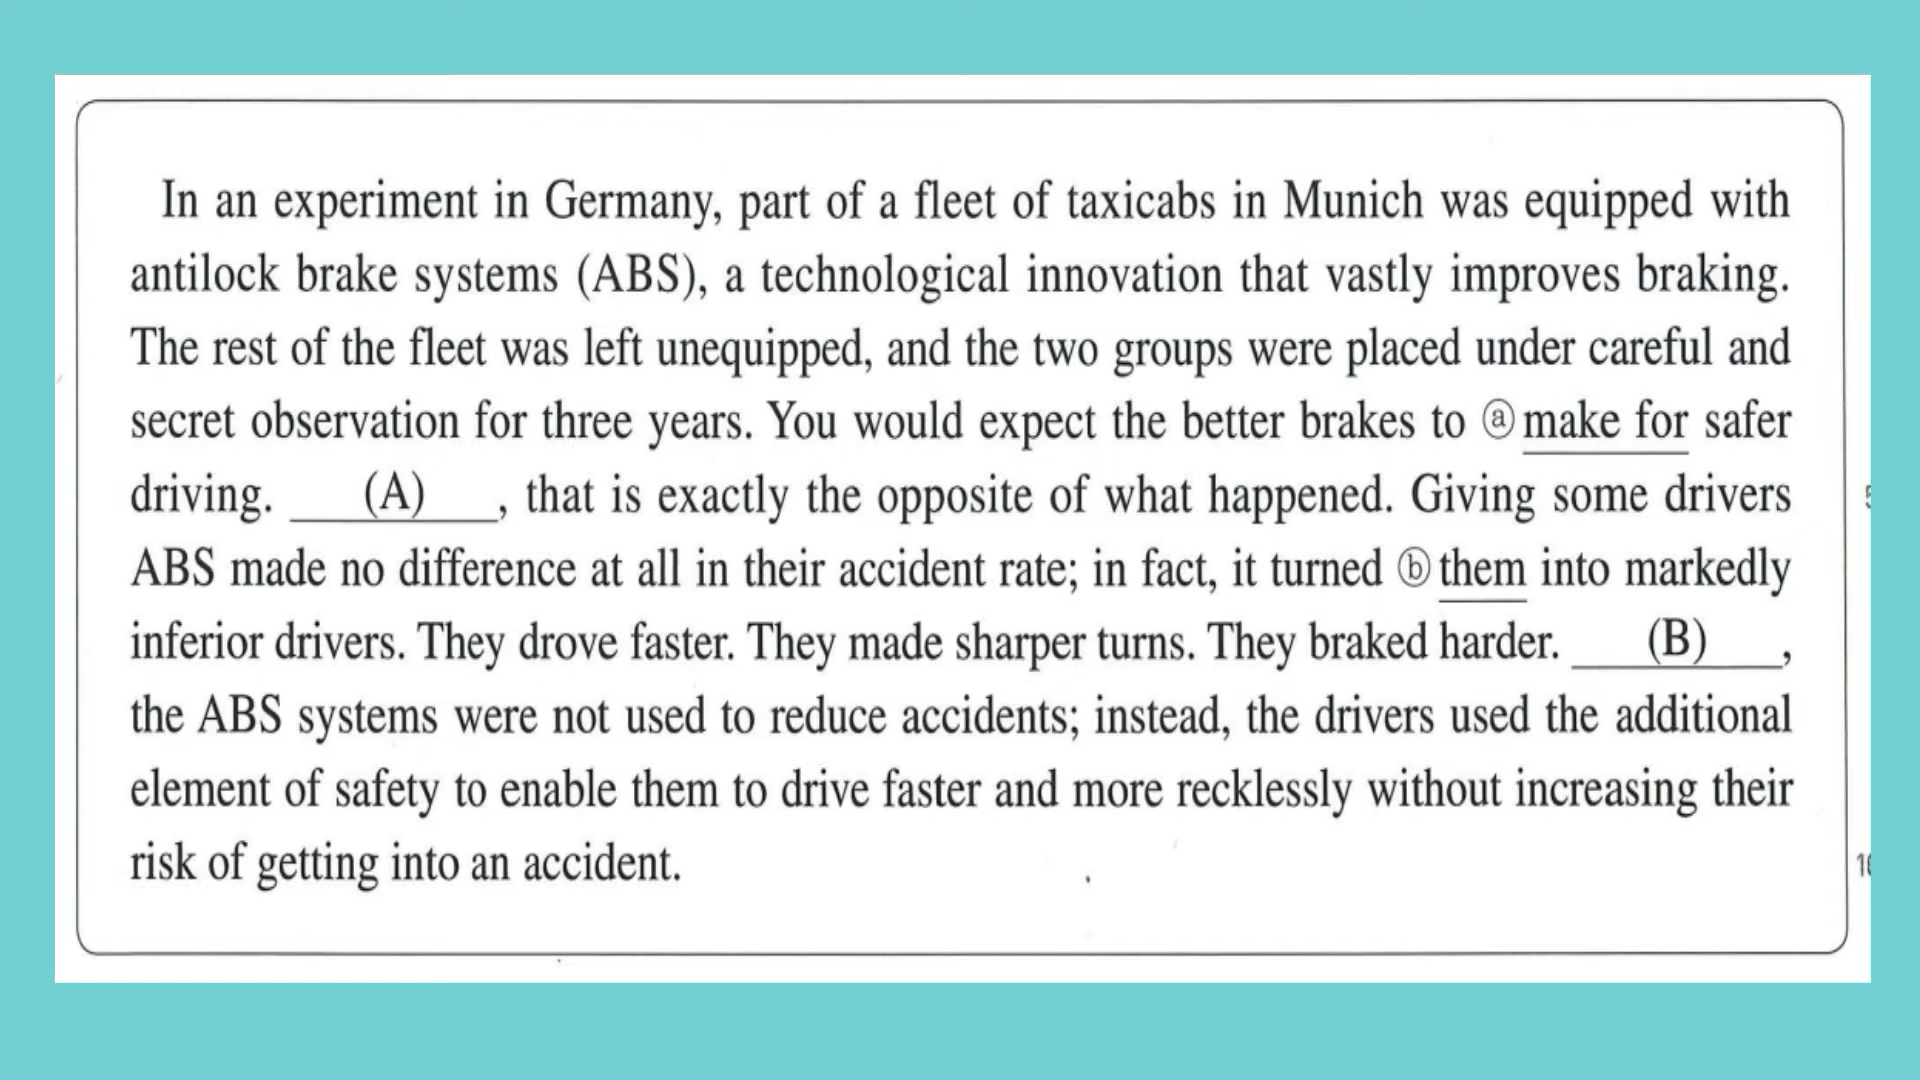 In an experiment in Germany, part of a fleet of taxicabs in Munich was equipped with
antilock brake systems (ABS), a technological innovation that vastly improves braking.
The rest of the fleet was left unequipped, and the two groups were placed under careful and
secret observation for three years. You would expect the better brakes to ⓐ make for safer
driving. (A) , that is exactly the opposite of what happened. Giving some drivers
ABS made no difference at all in their accident rate; in fact, it turned ⓑ them into markedly
inferior drivers. They drove faster. They made sharper turns. They braked harder. (B) ,
the ABS systems were not used to reduce accidents; instead, the drivers used the additional
element of safety to enable them to drive faster and more recklessly without increasing their
risk of getting into an accident.